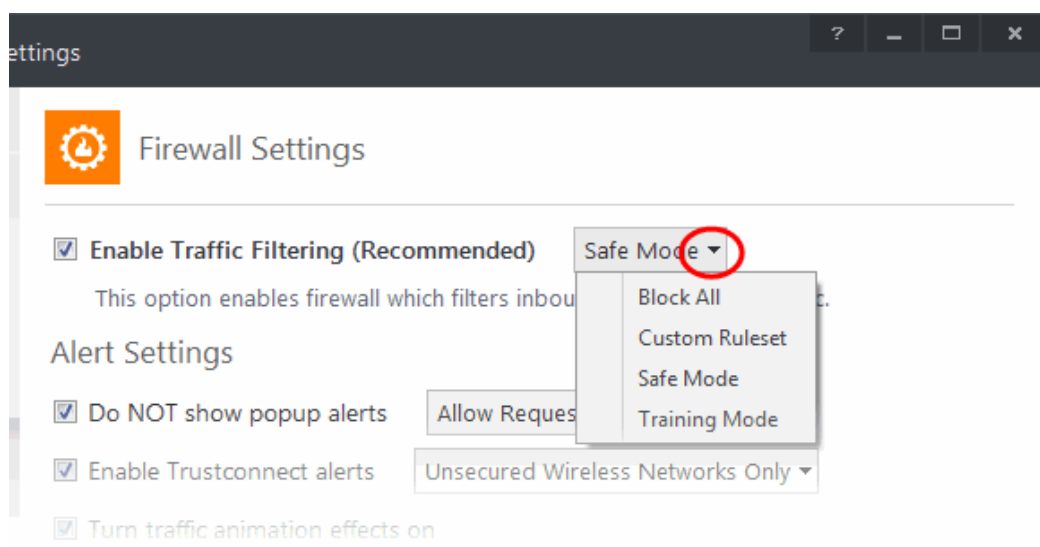 ettings
?
Firewall Settings
Enable Traffic Filtering (Recommended) Safe Mode
This option enables firewall which filters inbou
Block All
Custom Ruleset
Safe Mode
Training Mode
Alert Settings
Do NOT show popup alerts Allow Reques
Enable Trustconnect alerts Unsecured Wireless Networks Only
Turn traffic animation effects on